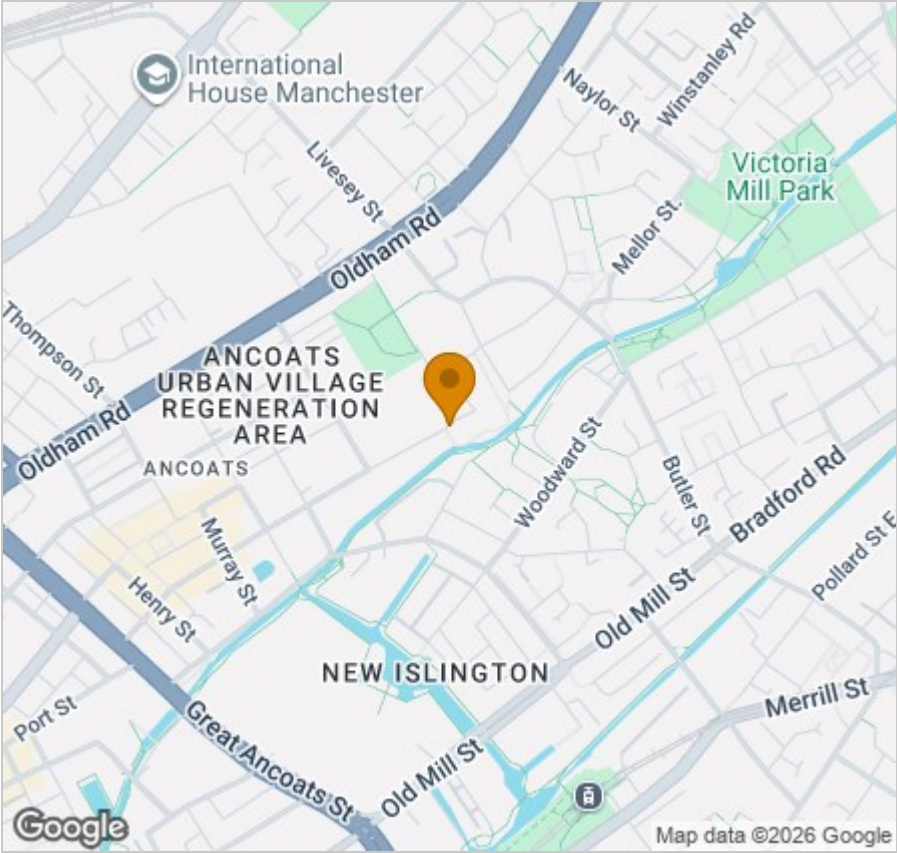 International
House Manchester
Naylor St
Winstanley Rd
Victoria
Mill Park
Livesey St
Mellor St.
Oldham Rd
Thompson St
ANCOATS
URBAN VILLAGE
REGENERATION
AREA
Oldham Rd
ANCOATS
Woodward St
Butler St
Bradford Rd
Murray St
Pollard St E
Henry St
Old Mill St
NEW ISLINGTON
Merrill St
Port St
Great Ancoats St
Old Mill St
Google
Map data ©2026 Google